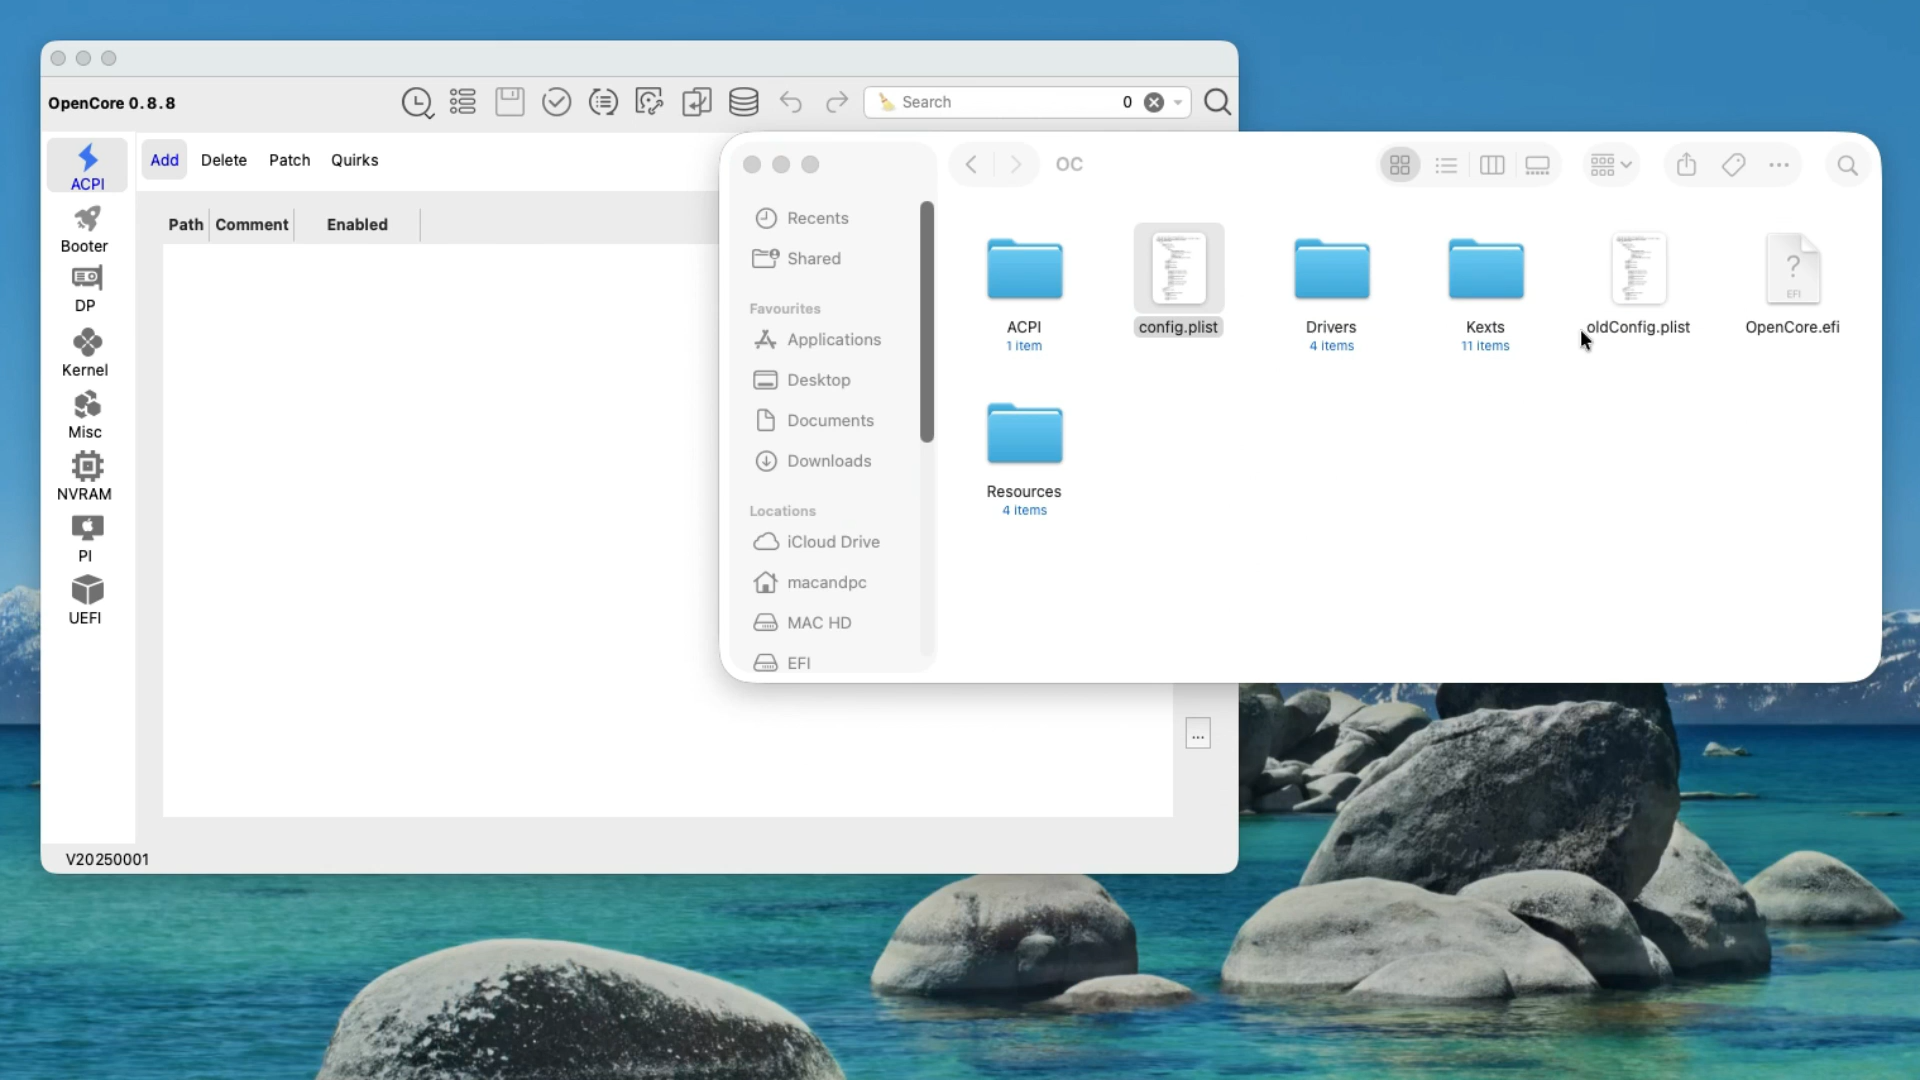 OpenCore 0.8.8
Search 0
ACPI
Booter
DP
Kernel
Misc
NVRAM
PI
UEFI
Add Delete Patch Quirks
Path Comment Enabled
...
V20250001
OC
Recents
Shared
Favourites
Applications
Desktop
Documents
Downloads
Locations
iCloud Drive
macandpc
MAC HD
EFI
ACPI
1 item
config.plist
Drivers
4 items
Kexts
11 items
oldConfig.plist
?
EFI
OpenCore.efi
Resources
4 items